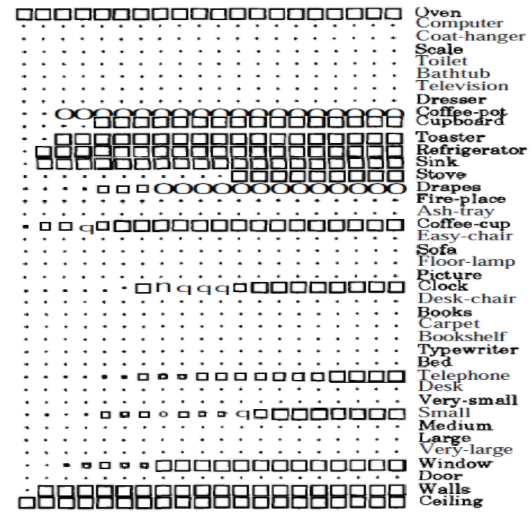 Oven
Computer
Coat-hanger
Scale
Toilet
Bathtub
Television
Dresser
Coffee-pot
Cupboard
Toaster
Refrigerator
Sink
Stove
Drapes
Fire-place
Ash-tray
Coffee-cup
Easy-chair
Sofa
Floor-lamp
Picture
Clock
Desk-chair
Books
Carpet
Bookshelf
Typewriter
Bed
Telephone
Desk
Very-small
Small
Medium
Large
Very-large
Window
Door
Walls
Ceiling